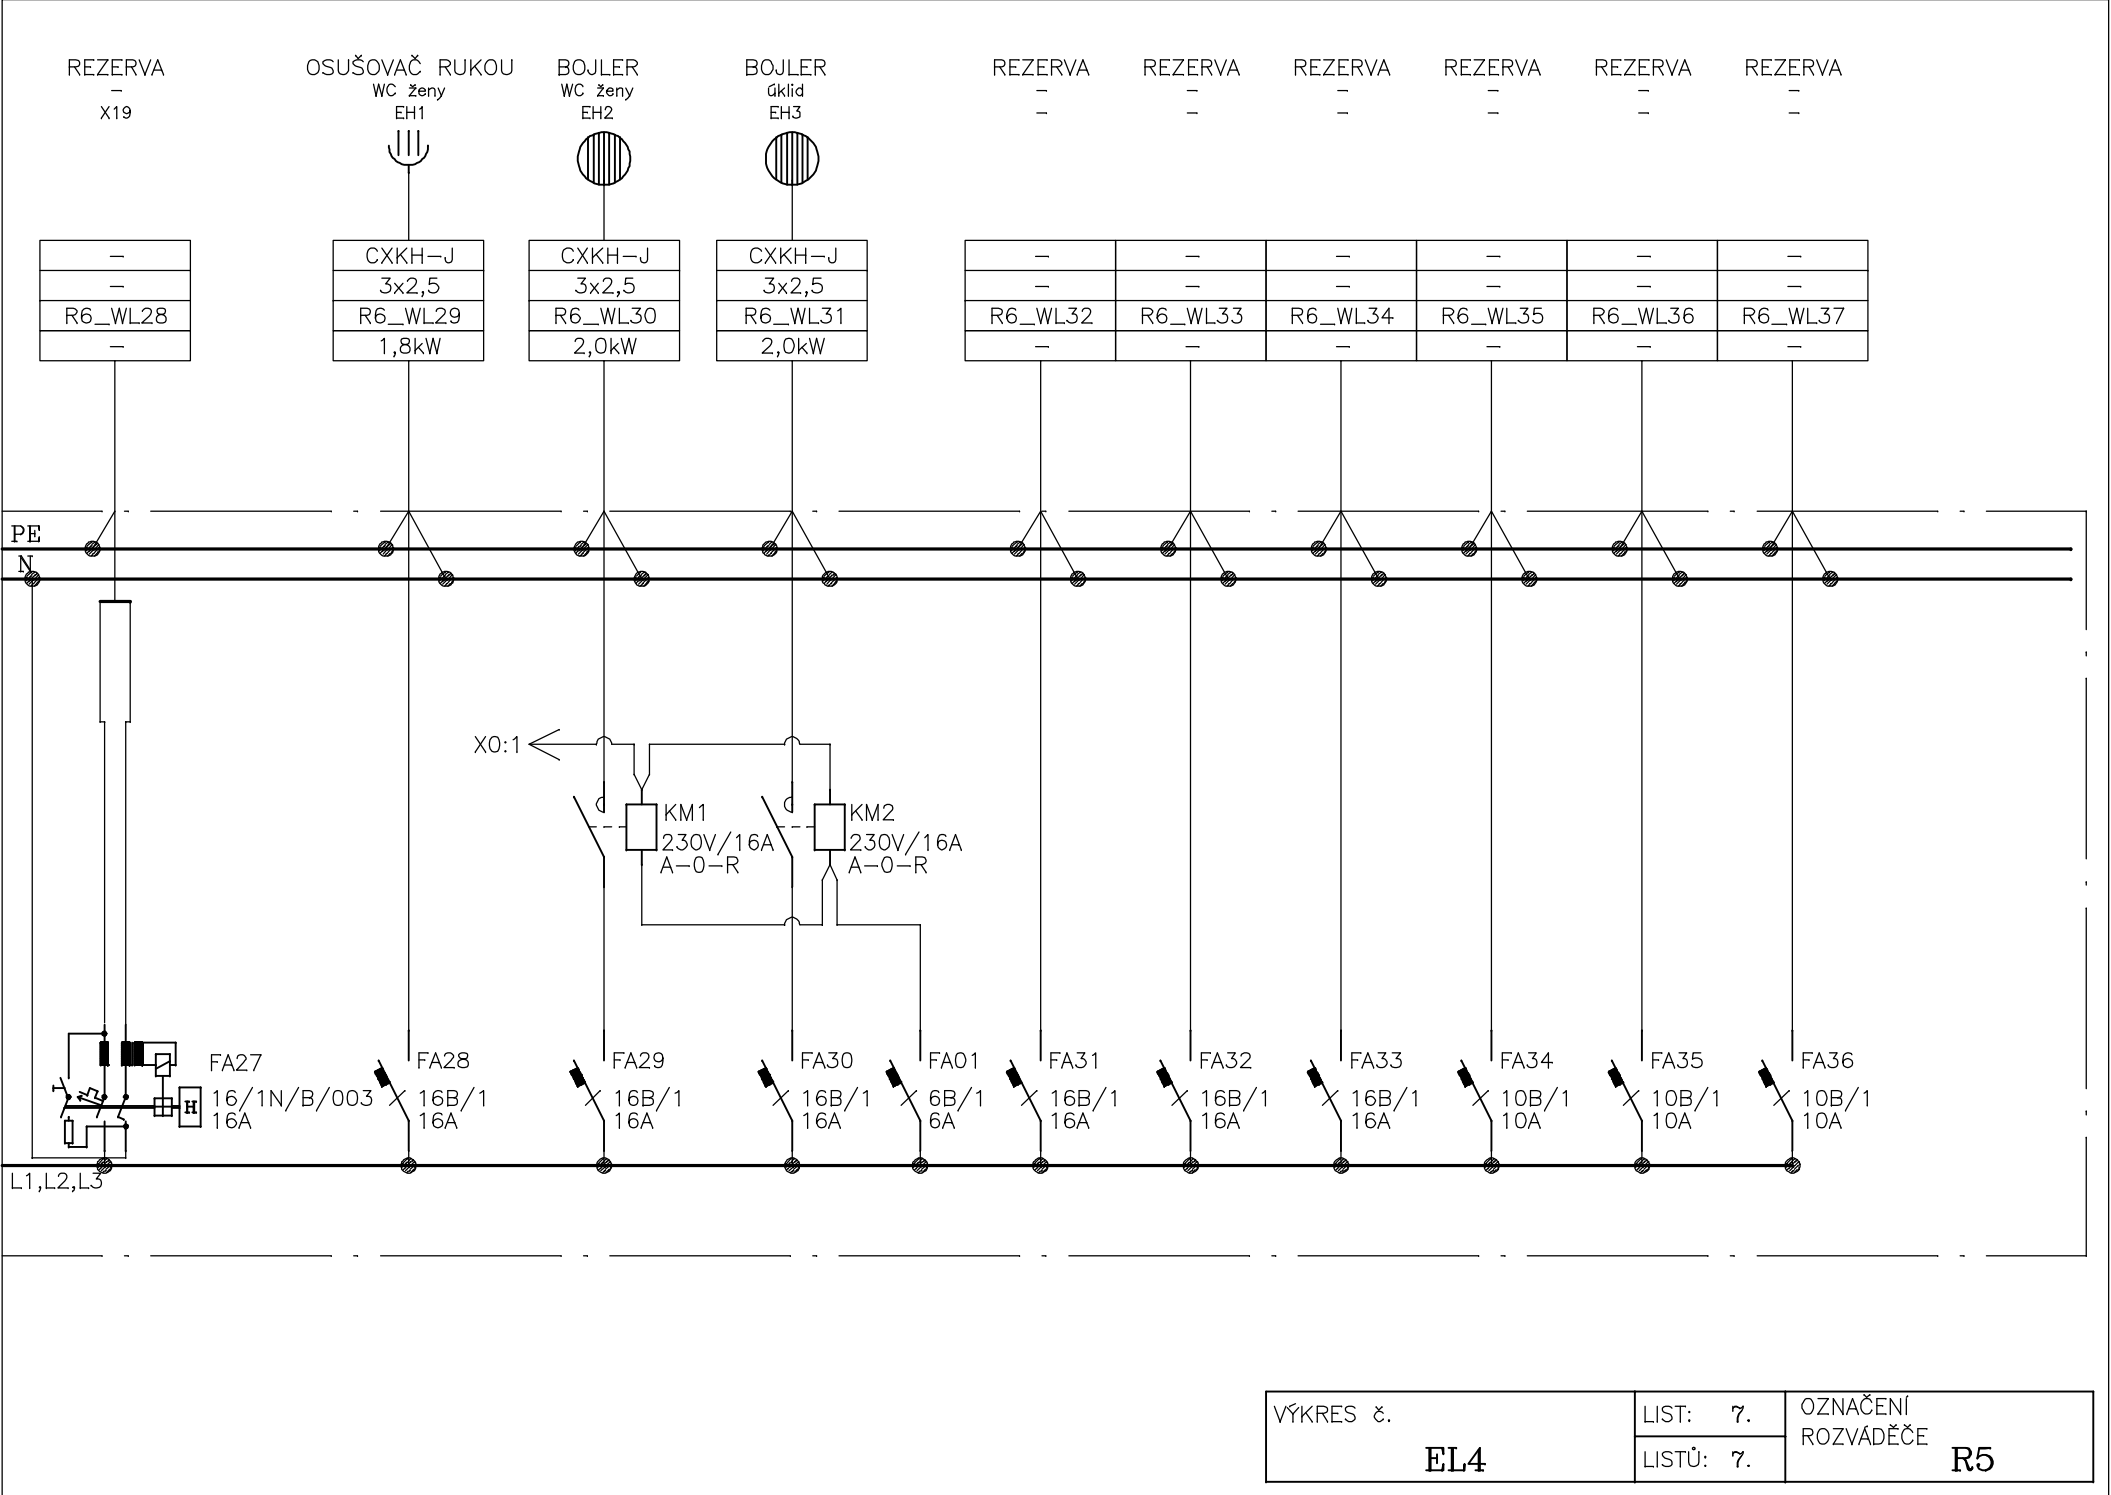 REZERVA
–
X19
OSUŠOVAČ RUKOU
WC ženy
EH1
BOJLER
WC ženy
EH2
BOJLER
úklid
EH3
REZERVA
–
–
REZERVA
–
–
REZERVA
–
–
REZERVA
–
–
REZERVA
–
–
REZERVA
–
–
–
–
R6_WL28
–
CXKH-J
3x2,5
R6_WL29
1,8kW
CXKH-J
3x2,5
R6_WL30
2,0kW
CXKH-J
3x2,5
R6_WL31
2,0kW
–
–
R6_WL32
–
–
–
R6_WL33
–
–
–
R6_WL34
–
–
–
R6_WL35
–
–
–
R6_WL36
–
–
–
R6_WL37
–
PE
N
X0:1
KM1
230V/16A
A-0-R
KM2
230V/16A
A-0-R
H
FA27
16/1N/B/003
16A
FA28
16B/1
16A
FA29
16B/1
16A
FA30
16B/1
16A
FA01
6B/1
6A
FA31
16B/1
16A
FA32
16B/1
16A
FA33
16B/1
16A
FA34
10B/1
10A
FA35
10B/1
10A
FA36
10B/1
10A
L1,L2,L3
VÝKRES č.
EL4
LIST: 7.
LISTŮ: 7.
OZNAČENÍ
ROZVÁDĚČE
R5